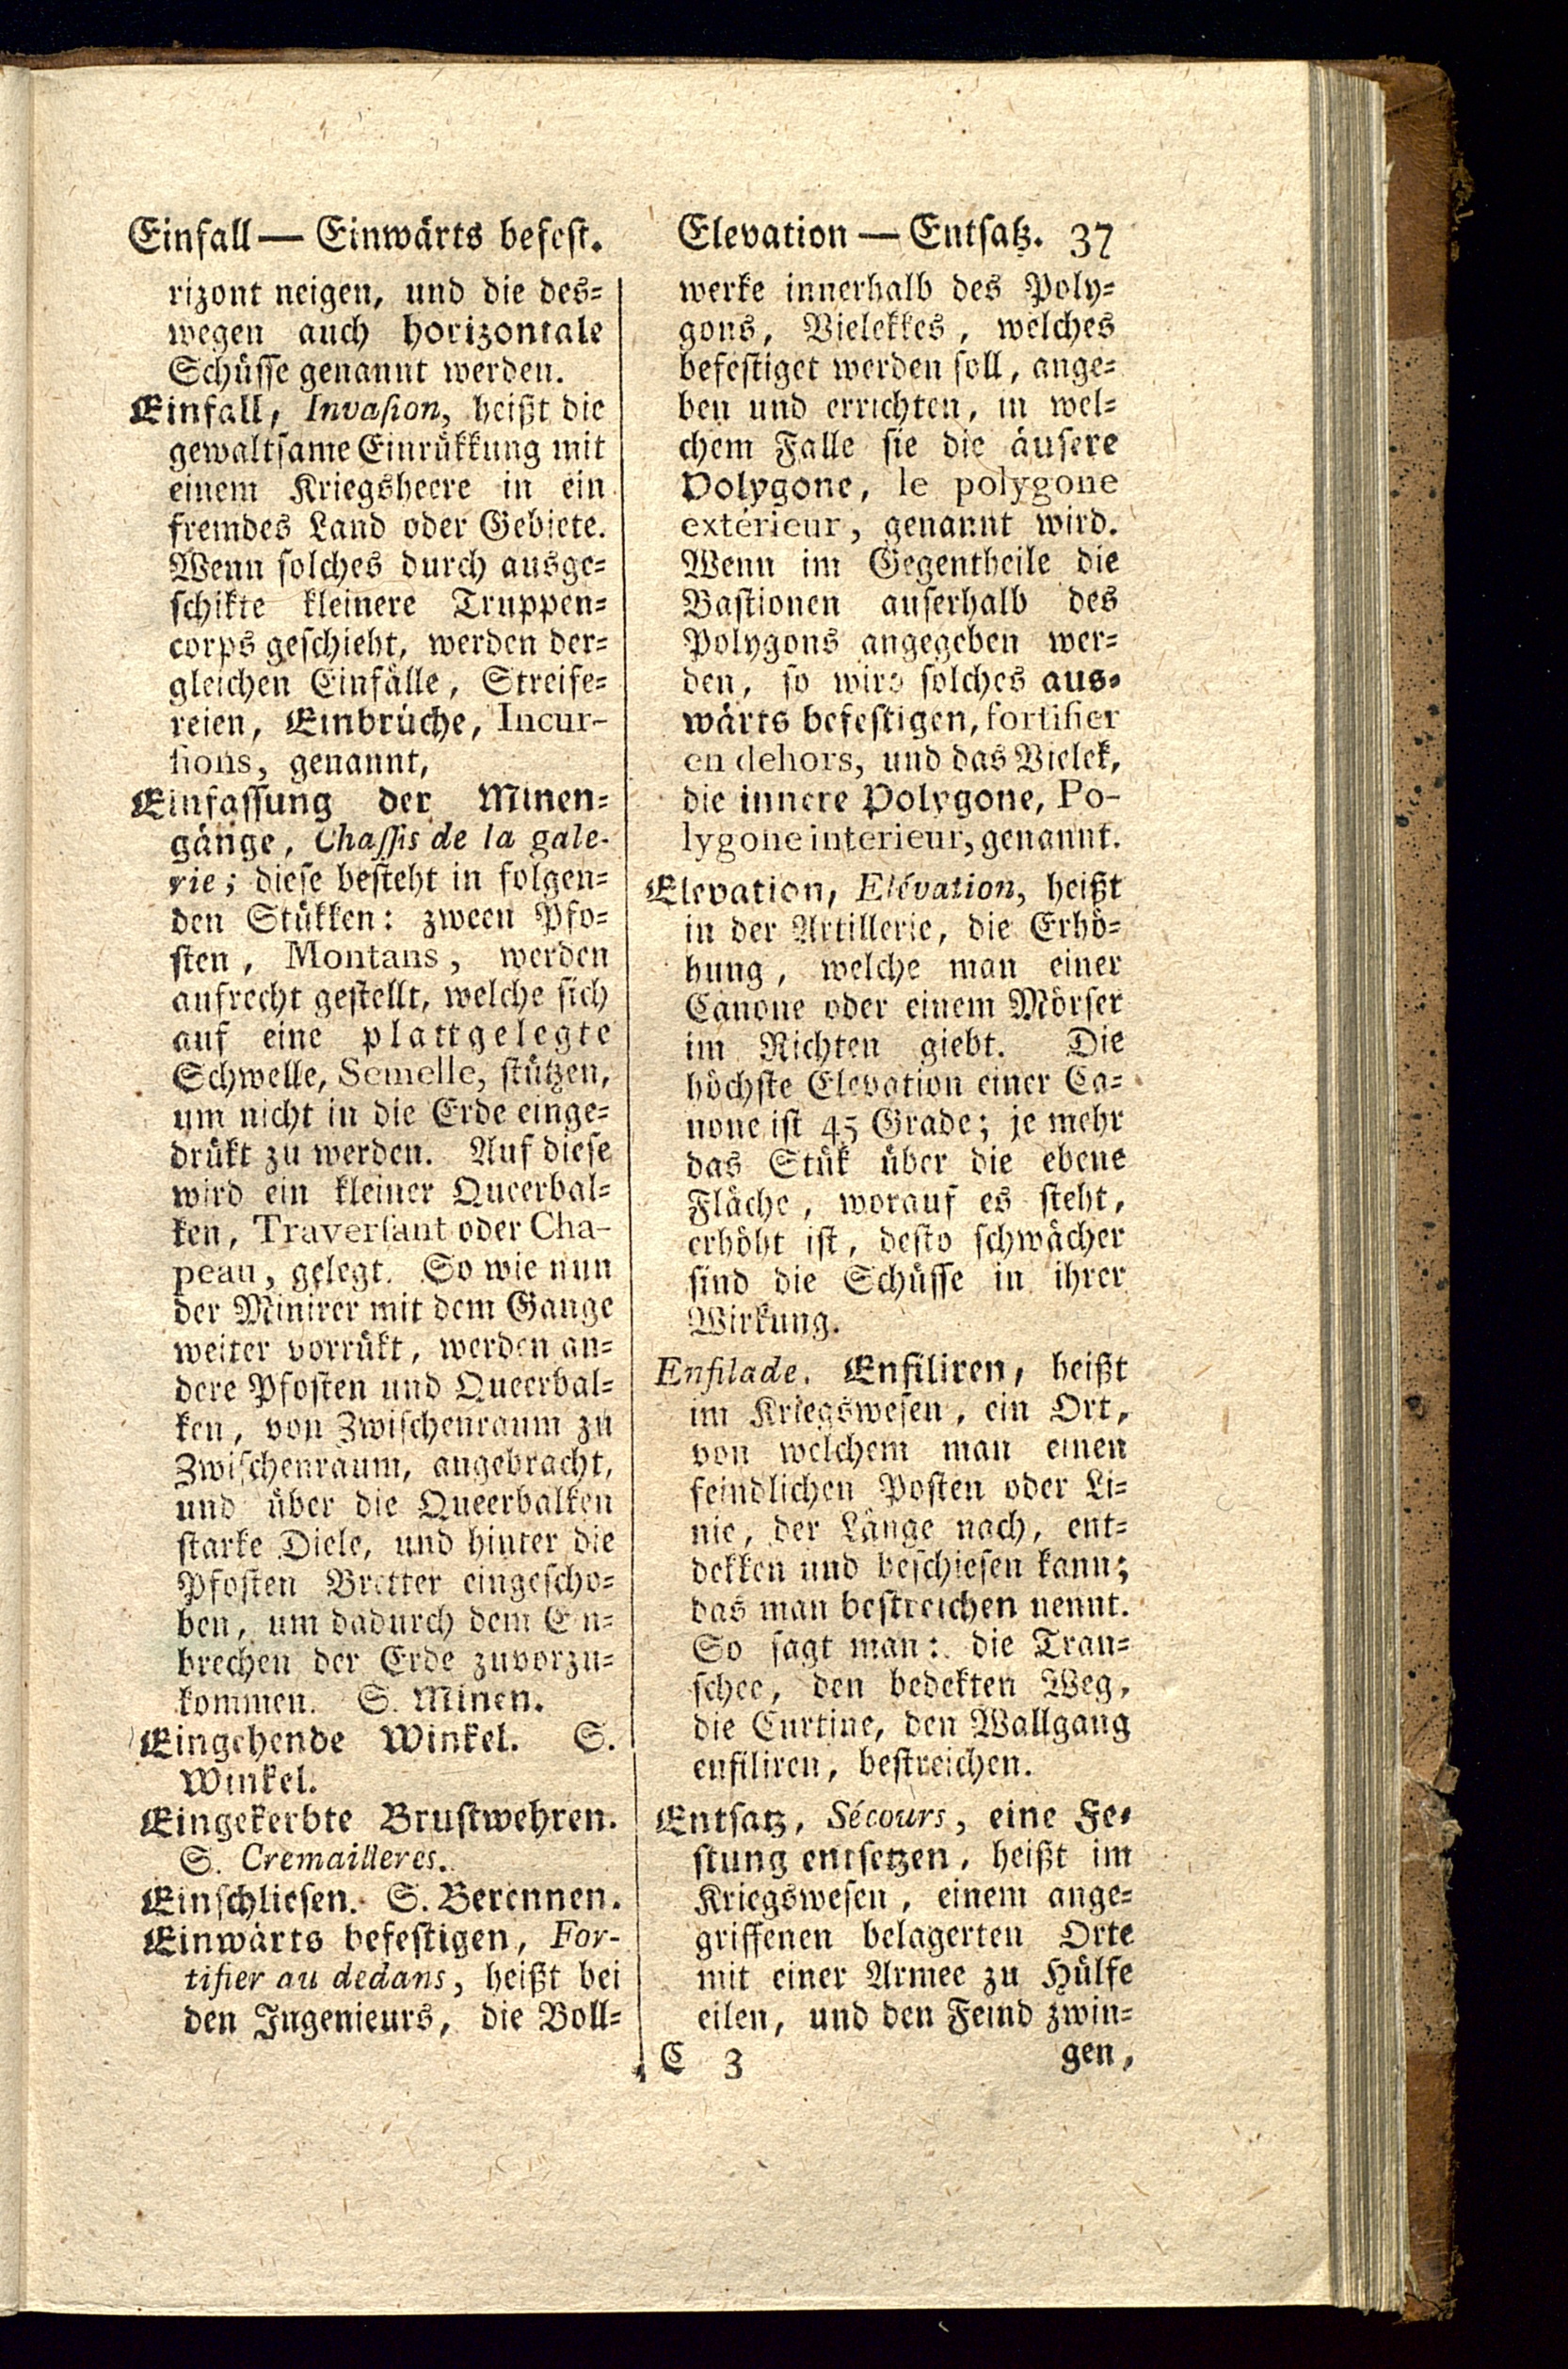 Einfall — Einwärts befest.
rizont neigen, und die des-
wegen auch horizontale
Schüsse genannt werden.
Einfall, Invasion, heißt die
gewaltsame Einrükkung mit
einem Kriegsheere in ein
fremdes Land oder Gebiete.
Wenn solches durch ausge-
schikte kleinere Truppen-
corps geschieht, werden der-
gleichen Einfälle, Streife-
reien, Einbrüche, Incur-
sions, genannt,
Einfassung der Minen-
gänge, Chassis de la gale-
rie; diese besteht in folgen-
den Stükken: zween Pfo-
sten, Montans, werden
aufrecht gestellt, welche sich
auf eine plattgelegte
Schwelle, Semelle, stützen,
um nicht in die Erde einge-
drükt zu werden. Auf diese
wird ein kleiner Queerbal-
ken, Traversant oder Cha-
peau, gelegt. So wie nun
der Minirer mit dem Gange
weiter vorrükt, werden an-
dere Pfosten und Queerbal-
ken, von Zwischenraum zu
Zwischenraum, angebracht,
und über die Queerbalken
starke Diele, und hinter die
Pfosten Bretter eingescho-
ben, um dadurch dem E n-
brechen der Erde zuvorzu-
kommen. S. Minen.
Eingehende Winkel. S.
Winkel.
Eingekerbte Brustwehren.
S. Cremailleres.
Einschliesen. S. Berennen.
Einwärts befestigen, For-
tifier au dedans, heißt bei
den Ingenieurs, die Boll-
Elevation — Entsatz. 37
werke innerhalb des Poly-
gons, Vielekkes, welches
befestiget werden soll, ange-
ben und errichten, in wel-
chem Falle sie die äusere
Polygone, le polygone
extérieur, genannt wird.
Wenn im Gegentheile die
Bastionen auserhalb des
Polygons angegeben wer-
den, so wird solches aus-
wärts befestigen, fortifier
en dehors, und das Vielek,
die innere Polygone, Po-
lygone interieur, genannt.
Elevation, Elévation, heißt
in der Artillerie, die Erhö-
hung, welche man einer
Canone oder einem Mörser
im Richten giebt. Die
höchste Elevation einer Ca-
none ist 45 Grade; je mehr
das Stük über die ebene
Fläche, worauf es steht,
erhöht ist, desto schwächer
sind die Schüsse in ihrer
Wirkung.
Enfilade. Enfiliren, heißt
im Kriegswesen, ein Ort,
von welchem man einen
feindlichen Posten oder Li-
nie, der Länge nach, ent-
dekken und beschiesen kann;
das man bestreichen nennt.
So sagt man: die Tran-
schee, den bedekten Weg,
die Curtine, den Wallgang
enfiliren, bestreichen.
Entsatz, Sécours, eine Fe-
stung entsetzen, heißt im
Kriegswesen, einem ange-
griffenen belagerten Orte
mit einer Armee zu Hülfe
eilen, und den Feind zwin-
C 3 gen,